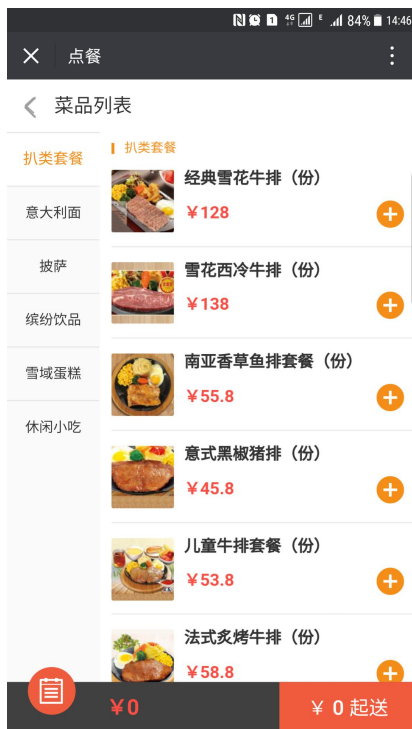 4G 84% 14:46
点餐
菜品列表
扒类套餐
意大利面
披萨
缤纷饮品
雪域蛋糕
休闲小吃
扒类套餐
经典雪花牛排（份）
￥128
雪花西冷牛排（份）
￥138
南亚香草鱼排套餐（份）
￥55.8
意式黑椒猪排（份）
￥45.8
儿童牛排套餐（份）
￥53.8
法式炙烤牛排（份）
￥58.8
￥0
￥ 0 起送